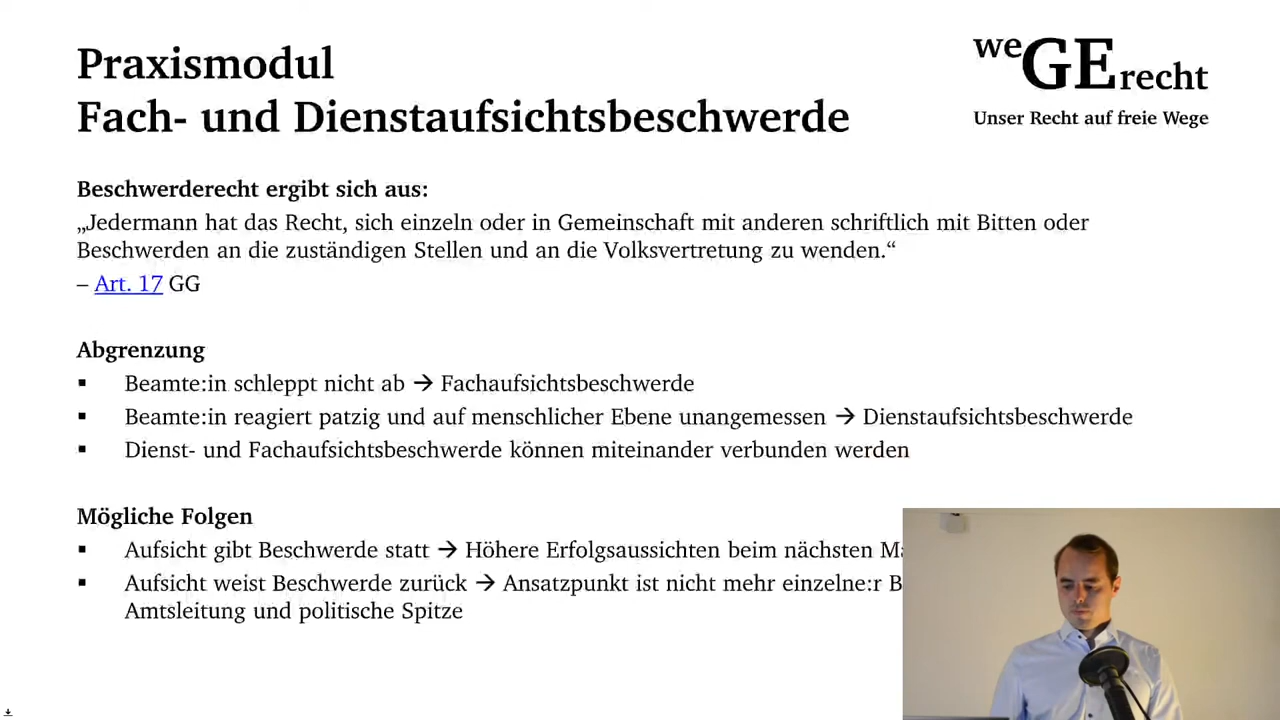 Praxismodul
Fach- und Dienstaufsichtsbeschwerde
weGErecht
Unser Recht auf freie Wege
Beschwerderecht ergibt sich aus:
„Jedermann hat das Recht, sich einzeln oder in Gemeinschaft mit anderen schriftlich mit Bitten oder
Beschwerden an die zuständigen Stellen und an die Volksvertretung zu wenden.“
– Art. 17 GG
Abgrenzung
▪ Beamte:in schleppt nicht ab → Fachaufsichtsbeschwerde
▪ Beamte:in reagiert patzig und auf menschlicher Ebene unangemessen → Dienstaufsichtsbeschwerde
▪ Dienst- und Fachaufsichtsbeschwerde können miteinander verbunden werden
Mögliche Folgen
▪ Aufsicht gibt Beschwerde statt → Höhere Erfolgsaussichten beim nächsten
▪ Aufsicht weist Beschwerde zurück → Ansatzpunkt ist nicht mehr einzelne:r
Amtsleitung und politische Spitze